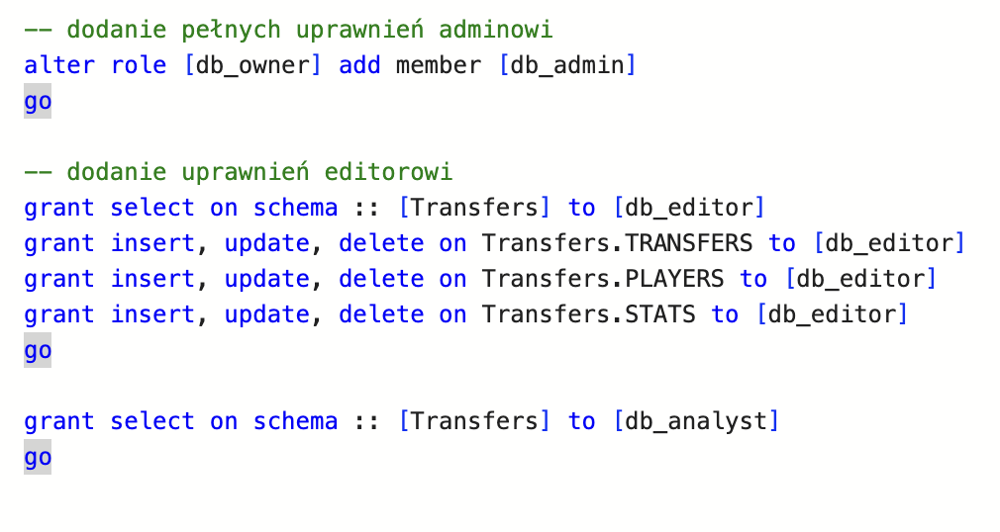 -- dodanie pełnych uprawnień adminowi
alter role [db_owner] add member [db_admin]
go
-- dodanie uprawnień editorowi
grant select on schema :: [Transfers] to [db_editor]
grant insert, update, delete on Transfers.TRANSFERS to [db_editor]
grant insert, update, delete on Transfers.PLAYERS to [db_editor]
grant insert, update, delete on Transfers.STATS to [db_editor]
go
grant select on schema :: [Transfers] to [db_analyst]
go